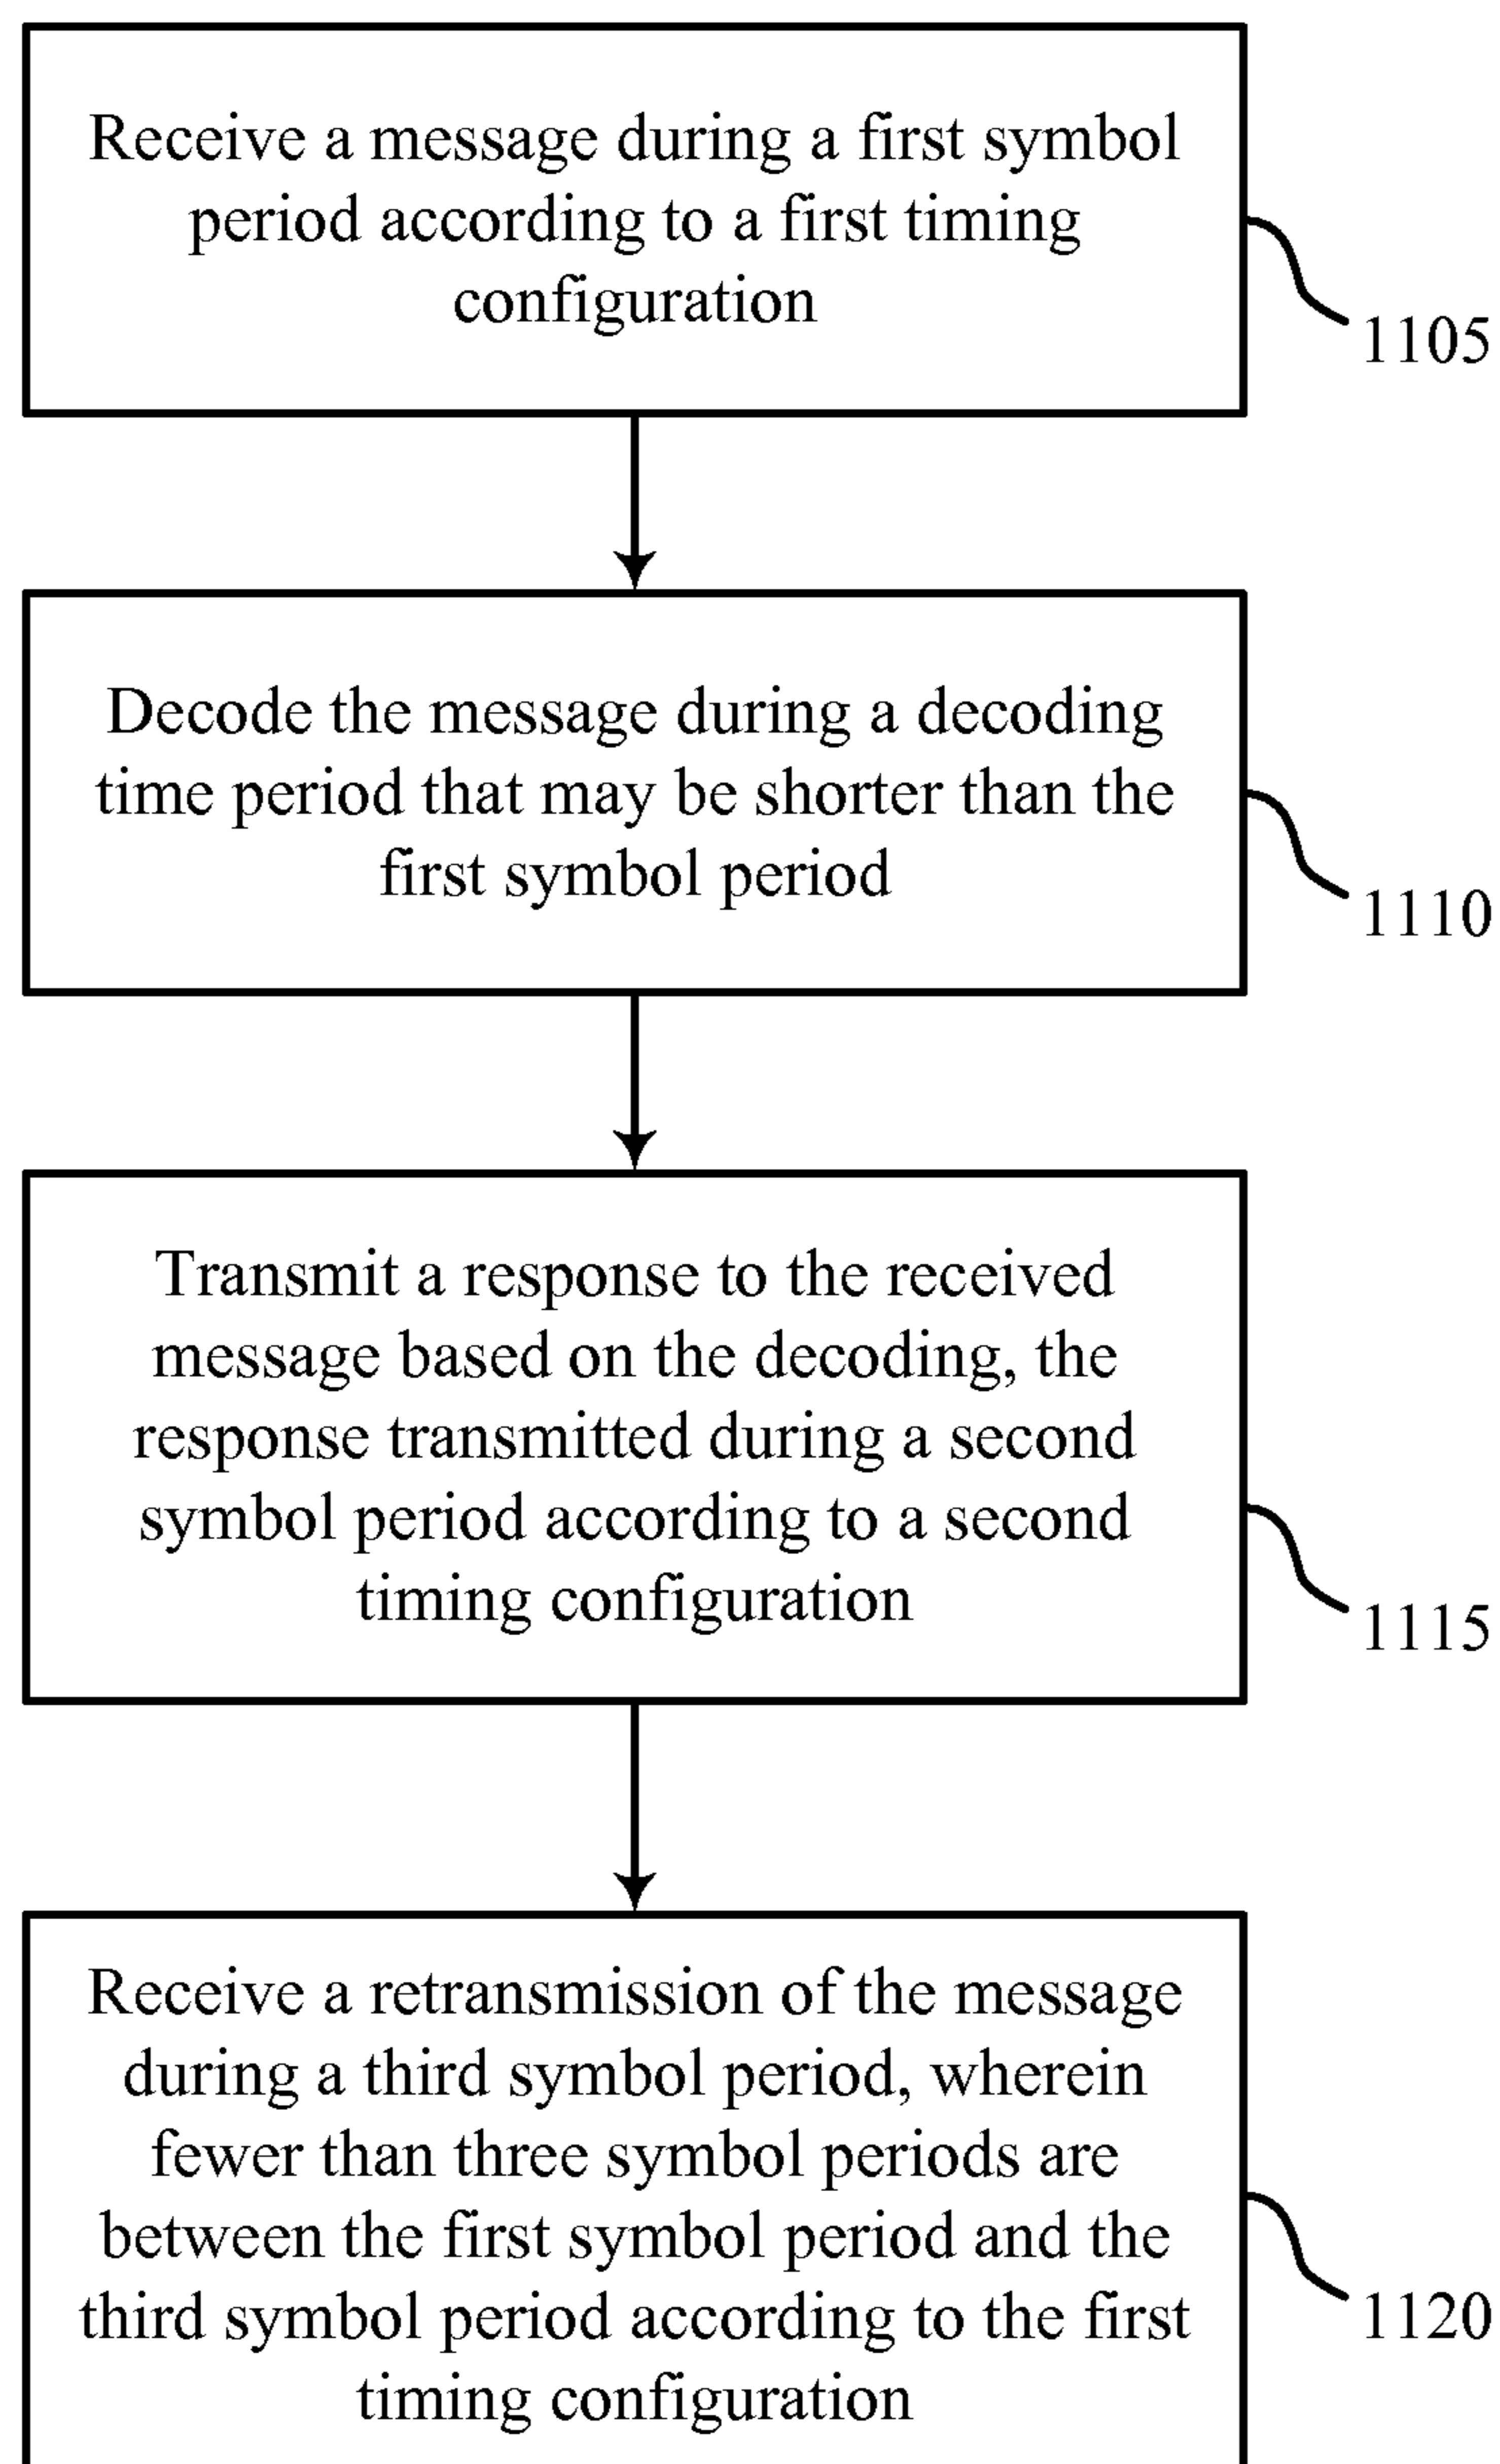 Receive a message during a first symbol
period according to a first timing
configuration
1105
Decode the message during a decoding
time period that may be shorter than the
first symbol period
1110
Transmit a response to the received
message based on the decoding, the
response transmitted during a second
symbol period according to a second
timing configuration
1115
Receive a retransmission of the message
during a third symbol period, wherein
fewer than three symbol periods are
between the first symbol period and the
third symbol period according to the first
timing configuration
1120